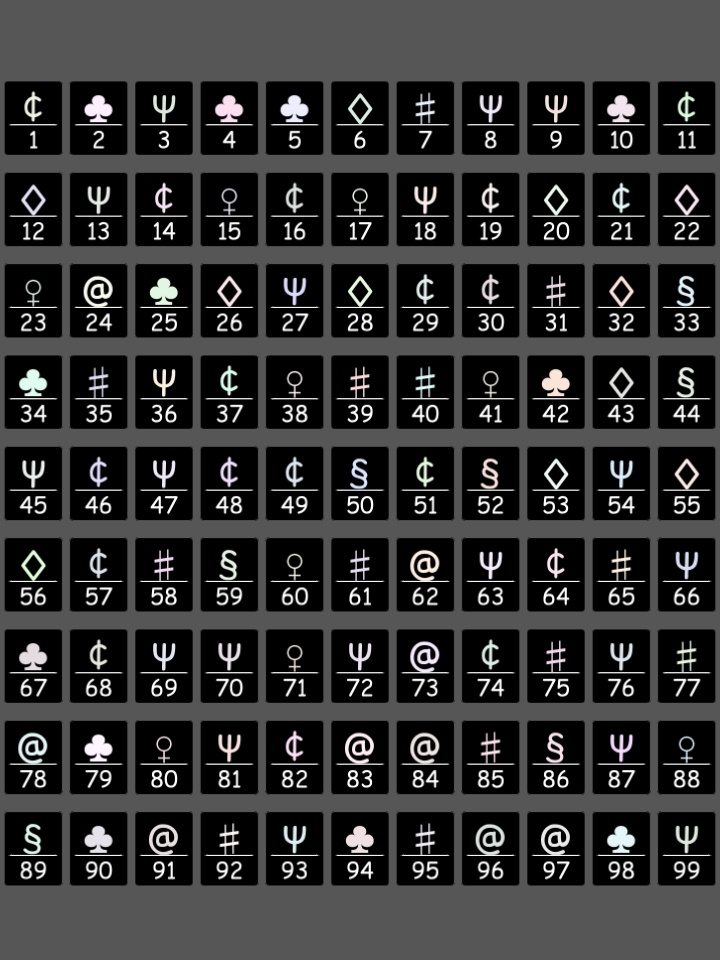 ¢ ♣ Ψ ♣ ♣ ◊ ♯ Ψ Ψ ♣ ¢
1 2 3 4 5 6 7 8 9 10 11
◊ Ψ ¢ ♀ ¢ ♀ Ψ ¢ ◊ ¢ ◊
12 13 14 15 16 17 18 19 20 21 22
♀ @ ♣ ◊ Ψ ◊ ¢ ¢ ♯ ◊ §
23 24 25 26 27 28 29 30 31 32 33
♣ ♯ Ψ ¢ ♀ ♯ ♯ ♀ ♣ ◊ §
34 35 36 37 38 39 40 41 42 43 44
Ψ ¢ Ψ ¢ ¢ § ¢ § ◊ Ψ ◊
45 46 47 48 49 50 51 52 53 54 55
◊ ¢ ♯ § ♀ ♯ @ Ψ ¢ ♯ Ψ
56 57 58 59 60 61 62 63 64 65 66
♣ ¢ Ψ Ψ ♀ Ψ @ ¢ ♯ Ψ ♯
67 68 69 70 71 72 73 74 75 76 77
@ ♣ ♀ Ψ ¢ @ @ ♯ § Ψ ♀
78 79 80 81 82 83 84 85 86 87 88
§ ♣ @ ♯ Ψ ♣ ♯ @ @ ♣ Ψ
89 90 91 92 93 94 95 96 97 98 99